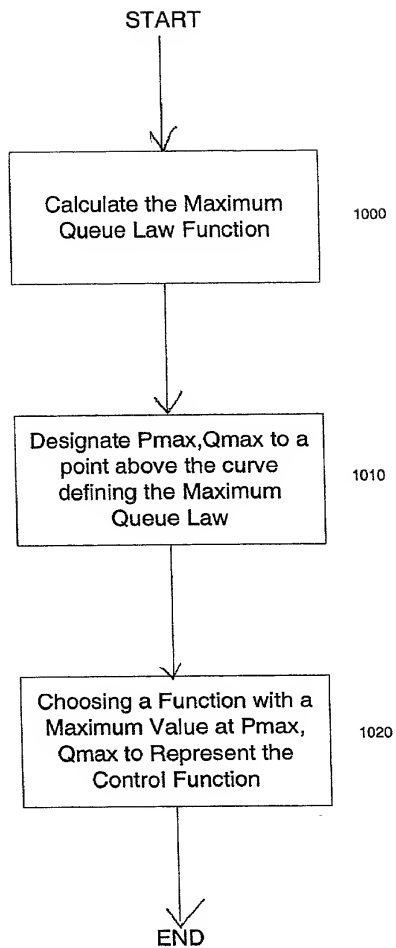 START
Calculate the Maximum
Queue Law Function
1000
Designate Pmax,Qmax to a
point above the curve
defining the Maximum
Queue Law
1010
Choosing a Function with a
Maximum Value at Pmax,
Qmax to Represent the
Control Function
1020
END